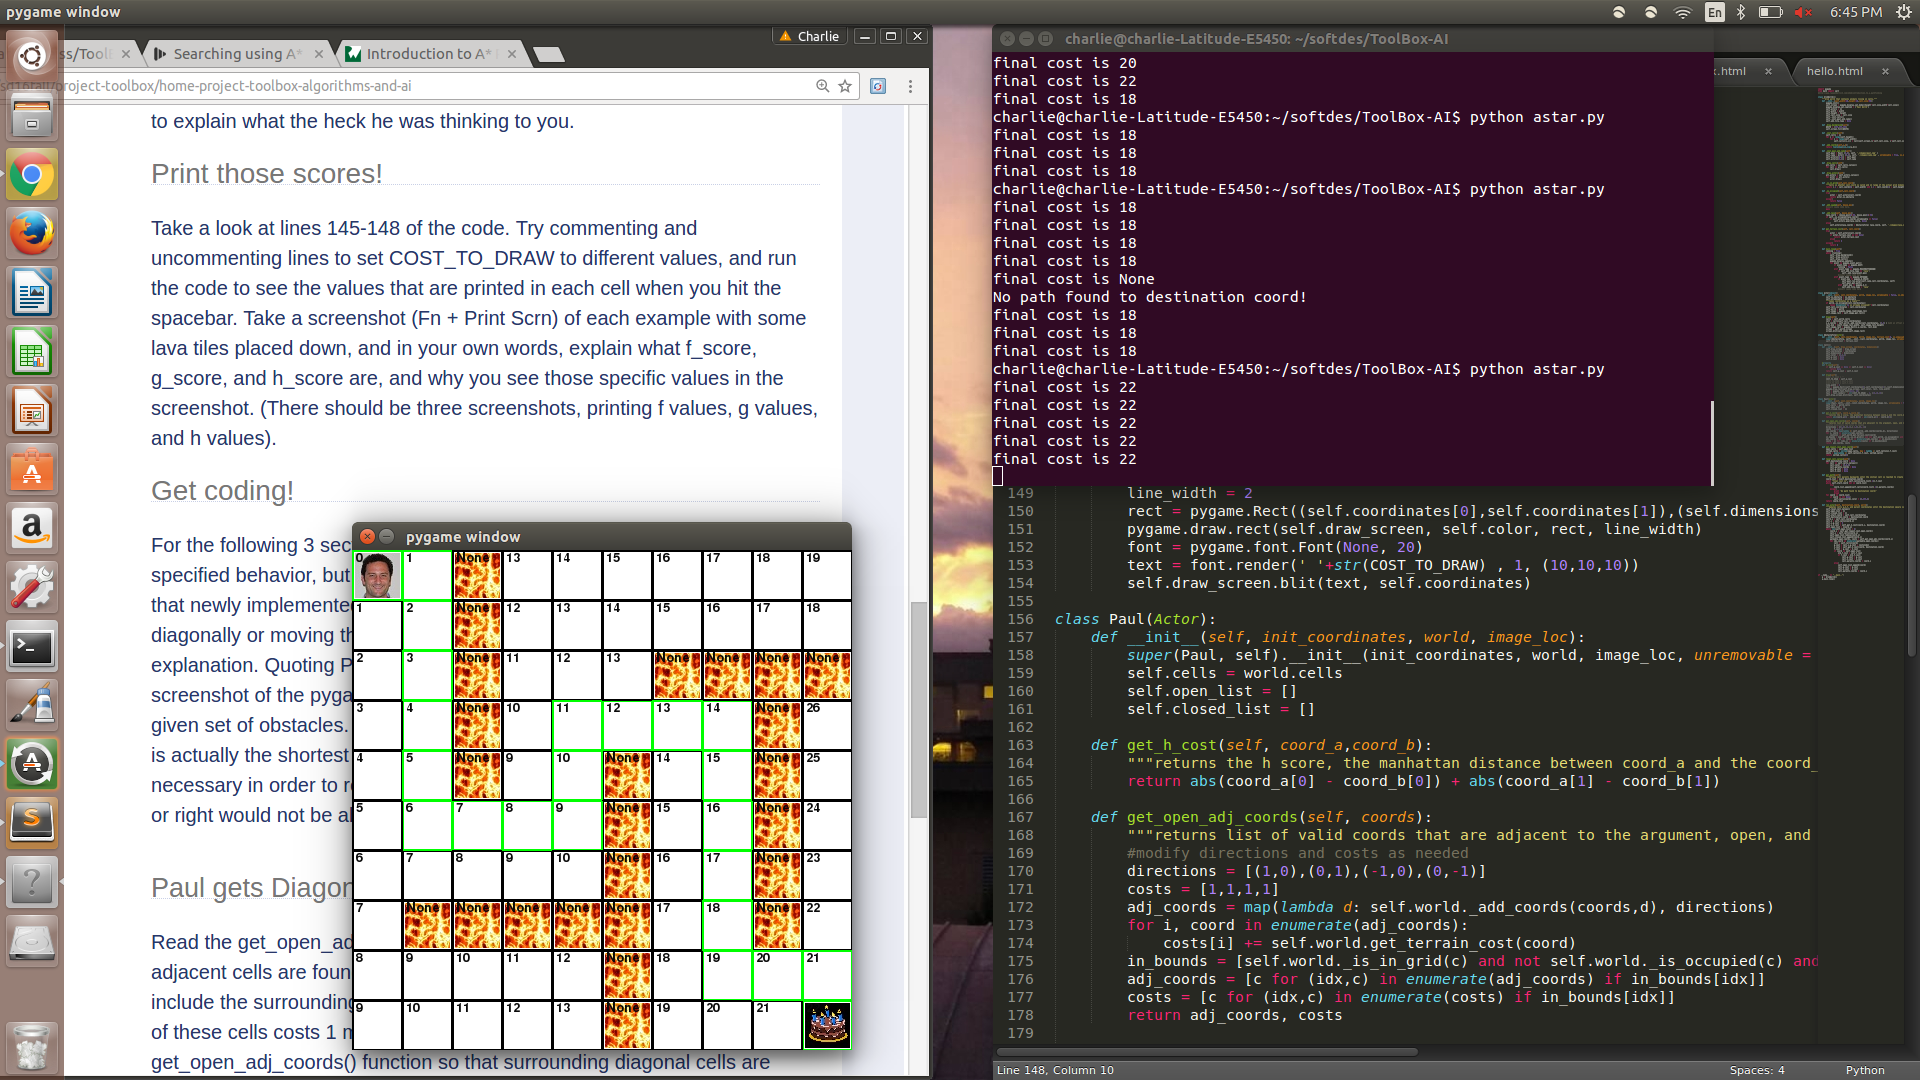 pygame window
En
6:45 PM
ss/Tool
Searching using A*
Introduction to A*
Charlie
project-toolbox/home-project-toolbox-algorithms-and-ai
to explain what the heck he was thinking to you.
Print those scores!
Take a look at lines 145-148 of the code. Try commenting and
uncommenting lines to set COST_TO_DRAW to different values, and run
the code to see the values that are printed in each cell when you hit the
spacebar. Take a screenshot (Fn + Print Scrn) of each example with some
lava tiles placed down, and in your own words, explain what f_score,
g_score, and h_score are, and why you see those specific values in the
screenshot. (There should be three screenshots, printing f values, g values,
and h values).
Get coding!
For the following 3 sec
specified behavior, but
that newly implemente
diagonally or moving th
explanation. Quoting P
screenshot of the pyga
given set of obstacles.
is actually the shortest
necessary in order to r
or right would not be al
Paul gets Diagon
Read the get_open_ad
adjacent cells are foun
include the surrounding
of these cells costs 1 m
get_open_adj_coords() function so that surrounding diagonal cells are
pygame window
0 1 None 13 14 15 16 17 18 19
1 2 None 12 13 14 15 16 17 18
2 3 None 11 12 13 None None None None
3 4 None 10 11 12 13 14 None 26
4 5 None 9 10 None 14 15 None 25
5 6 7 8 9 None 15 16 None 24
6 7 8 9 10 None 16 17 None 23
7 None None None None None 17 18 None 22
8 9 10 11 12 None 18 19 20 21
9 10 11 12 13 None 19 20 21
charlie@charlie-Latitude-E5450: ~/softdes/ToolBox-AI
final cost is 20
final cost is 22
final cost is 18
charlie@charlie-Latitude-E5450:~/softdes/ToolBox-AI$ python astar.py
final cost is 18
final cost is 18
final cost is 18
charlie@charlie-Latitude-E5450:~/softdes/ToolBox-AI$ python astar.py
final cost is 18
final cost is 18
final cost is 18
final cost is 18
final cost is None
No path found to destination coord!
final cost is 18
final cost is 18
final cost is 18
charlie@charlie-Latitude-E5450:~/softdes/ToolBox-AI$ python astar.py
final cost is 22
final cost is 22
final cost is 22
final cost is 22
final cost is 22
x.html
hello.html
149 line_width = 2
150 rect = pygame.Rect((self.coordinates[0],self.coordinates[1]),(self.dimensions
151 pygame.draw.rect(self.draw_screen, self.color, rect, line_width)
152 font = pygame.font.Font(None, 20)
153 text = font.render(' '+str(COST_TO_DRAW) , 1, (10,10,10))
154 self.draw_screen.blit(text, self.coordinates)
155
156 class Paul(Actor):
157 def __init__(self, init_coordinates, world, image_loc):
158 super(Paul, self).__init__(init_coordinates, world, image_loc, unremovable =
159 self.cells = world.cells
160 self.open_list = []
161 self.closed_list = []
162
163 def get_h_cost(self, coord_a,coord_b):
164 """returns the h score, the manhattan distance between coord_a and the coord_
165 return abs(coord_a[0] - coord_b[0]) + abs(coord_a[1] - coord_b[1])
166
167 def get_open_adj_coords(self, coords):
168 """returns list of valid coords that are adjacent to the argument, open, and
169 #modify directions and costs as needed
170 directions = [(1,0),(0,1),(-1,0),(0,-1)]
171 costs = [1,1,1,1]
172 adj_coords = map(lambda d: self.world._add_coords(coords,d), directions)
173 for i, coord in enumerate(adj_coords):
174 costs[i] += self.world.get_terrain_cost(coord)
175 in_bounds = [self.world._is_in_grid(c) and not self.world._is_occupied(c) and
176 adj_coords = [c for (idx,c) in enumerate(adj_coords) if in_bounds[idx]]
177 costs = [c for (idx,c) in enumerate(costs) if in_bounds[idx]]
178 return adj_coords, costs
179
Line 148, Column 10
Spaces: 4
Python